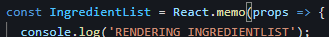 const IngredientList = React.memo(props => {
console.log('RENDERING INGREDIENTLIST');